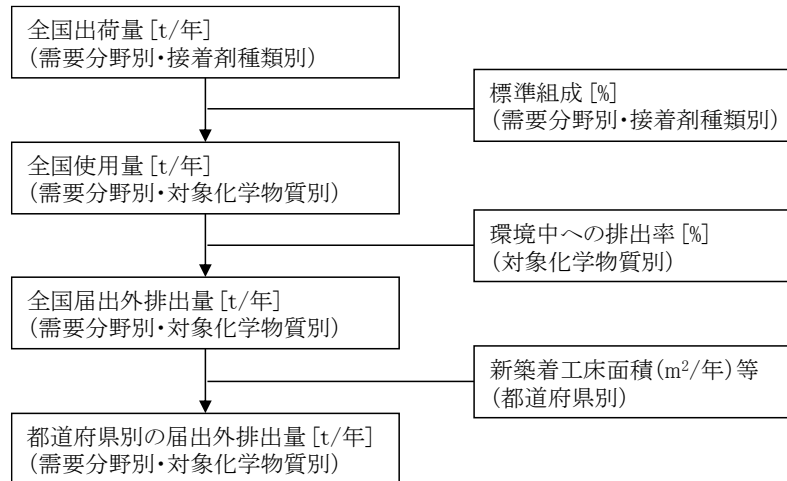 全国出荷量[t/年]
(需要分野別・接着剤種類別)
標準組成[%]
(需要分野別・接着剤種類別)
全国使用量[t/年]
(需要分野別・対象化学物質別)
環境中への排出率[%]
(対象化学物質別)
全国届出外排出量[t/年]
(需要分野別・対象化学物質別)
新築着工床面積(m²/年)等
(都道府県別)
都道府県別の届出外排出量[t/年]
(需要分野別・対象化学物質別)